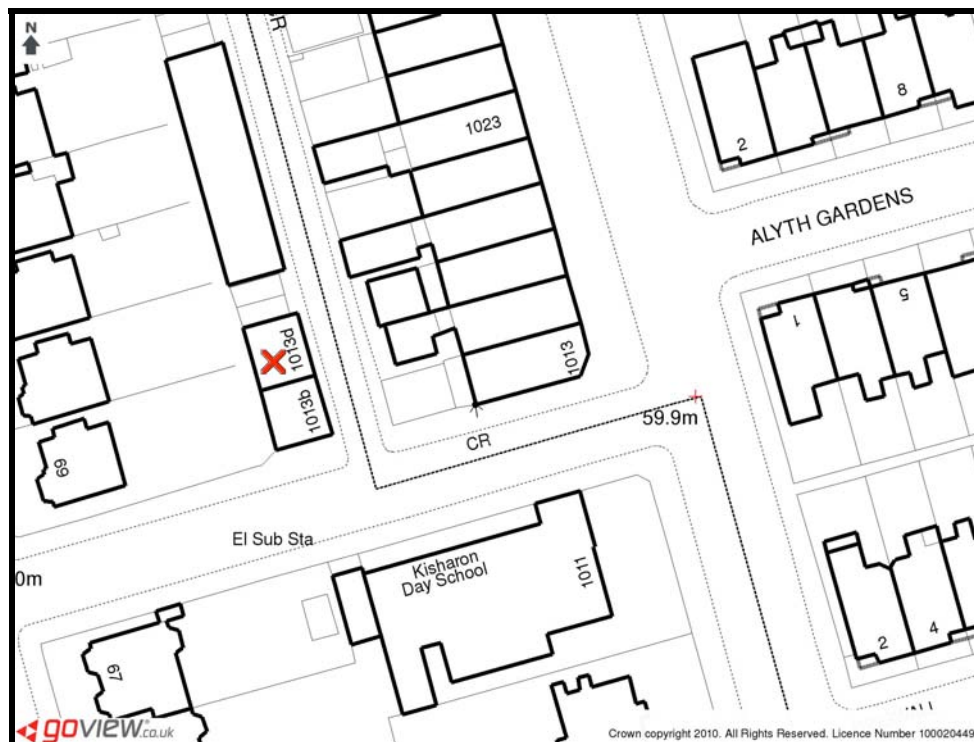 N
8
1023
2
ALYTH GARDENS
1
5
1013d
1013
1013b
59.9m
CR
69
El Sub Sta
Kisharon
Day School
1011
0m
67
2
4
goview.co.uk
Crown copyright 2010. All Rights Reserved. Licence Number 100020449